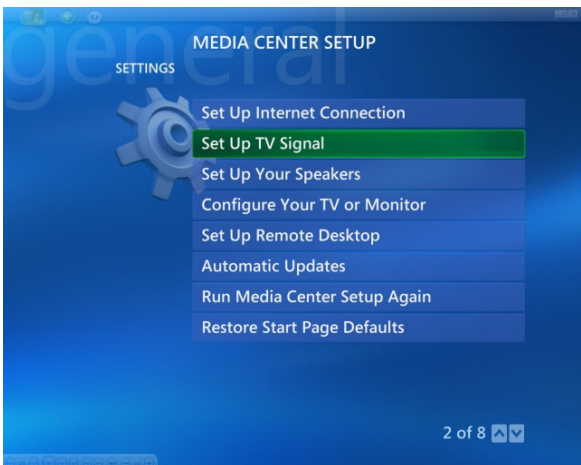 general
MEDIA CENTER SETUP
SETTINGS
Set Up Internet Connection
Set Up TV Signal
Set Up Your Speakers
Configure Your TV or Monitor
Set Up Remote Desktop
Automatic Updates
Run Media Center Setup Again
Restore Start Page Defaults
2 of 8